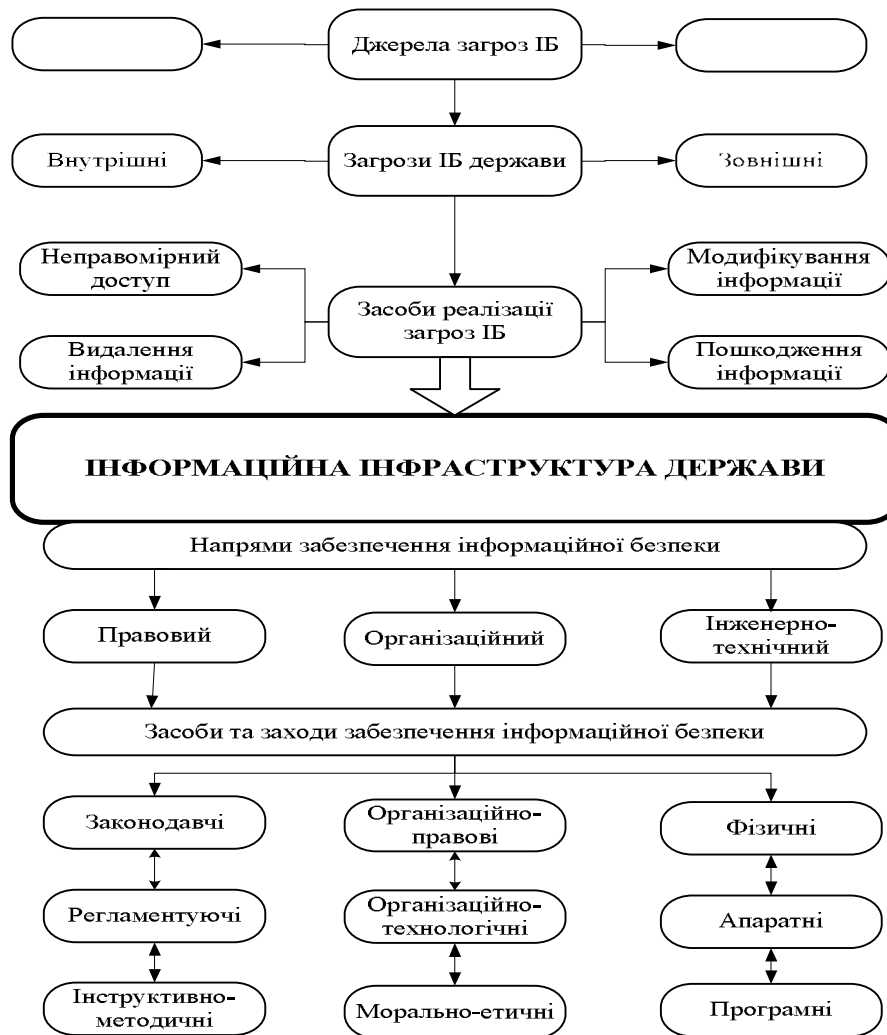 Джерела загроз ІБ
Внутрішні
Загрози ІБ держави
Зовнішні
Неправомірний
доступ
Модифікування
інформації
Засоби реалізації
загроз ІБ
Видалення
інформації
Пошкодження
інформації
ІНФОРМАЦІЙНА ІНФРАСТРУКТУРА ДЕРЖАВИ
Напрями забезпечення інформаційної безпеки
Правовий
Організаційний
Інженерно-
технічний
Засоби та заходи забезпечення інформаційної безпеки
Законодавчі
Організаційно-
правові
Фізичні
Регламентуючі
Організаційно-
технологічні
Апаратні
Інструктивно-
методичні
Морально-етичні
Програмні